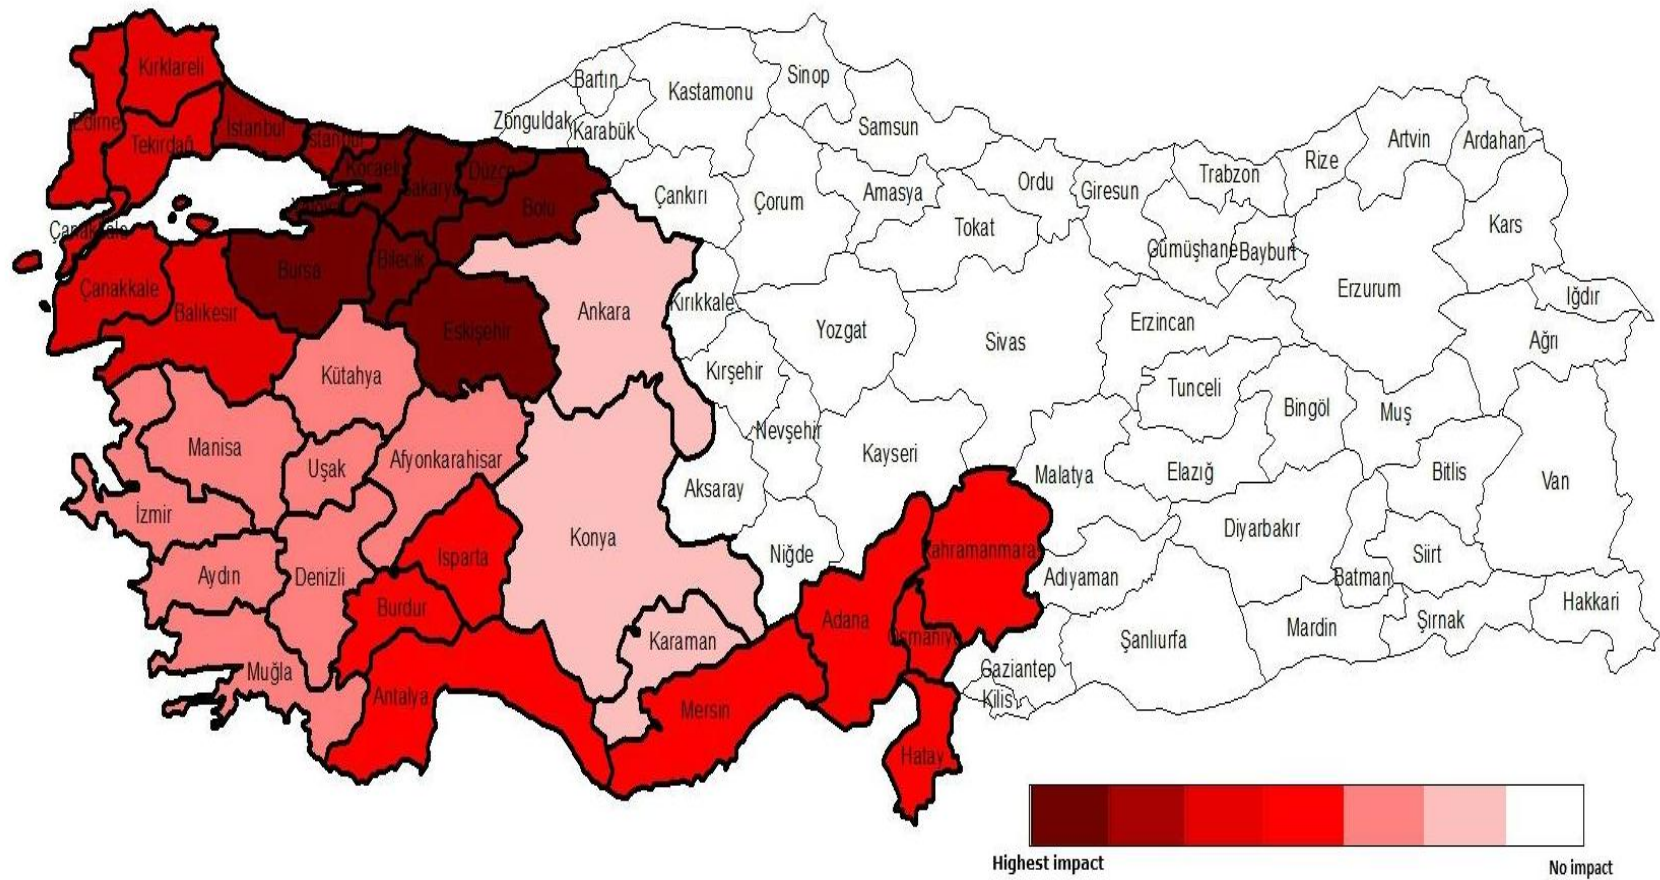 Kırklareli
Edirne
Tekirdağ
İstanbul
İstanbul
Kocaeli
Sakarya
Düzce
Bolu
Zonguldak
Bartın
Karabük
Kastamonu
Sinop
Samsun
Çankırı
Çorum
Amasya
Tokat
Ordu
Giresun
Trabzon
Rize
Artvin
Ardahan
Kars
Gümüşhane
Bayburt
Erzurum
Iğdır
Ağrı
Çanakkale
Çanakkale
Balıkesir
Bursa
Bilecik
Eskişehir
Ankara
Kırıkkale
Yozgat
Sivas
Erzincan
Kütahya
Kırşehir
Tunceli
Bingöl
Muş
Manisa
Uşak
Afyonkarahisar
Nevşehir
Kayseri
Malatya
Elazığ
Bitlis
Van
Aksaray
İzmir
Isparta
Konya
Niğde
Kahramanmaraş
Adıyaman
Diyarbakır
Batman
Siirt
Hakkari
Aydın
Denizli
Burdur
Karaman
Adana
Osmaniye
Şanlıurfa
Mardin
Şırnak
Muğla
Antalya
Mersin
Gaziantep
Kilis
Hatay
Highest impact
No impact